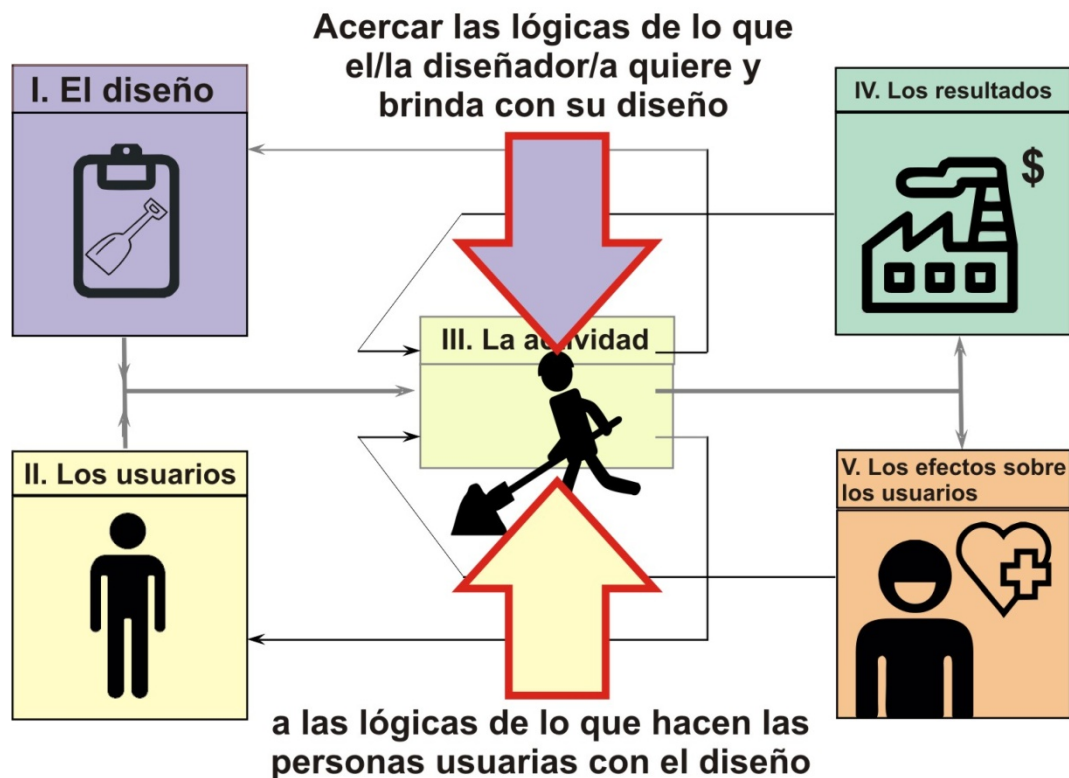 Acercar las lógicas de lo que
el/la diseñador/a quiere y
brinda con su diseño
I. El diseño
IV. Los resultados
$
III. La actividad
II. Los usuarios
V. Los efectos sobre
los usuarios
a las lógicas de lo que hacen las
personas usuarias con el diseño